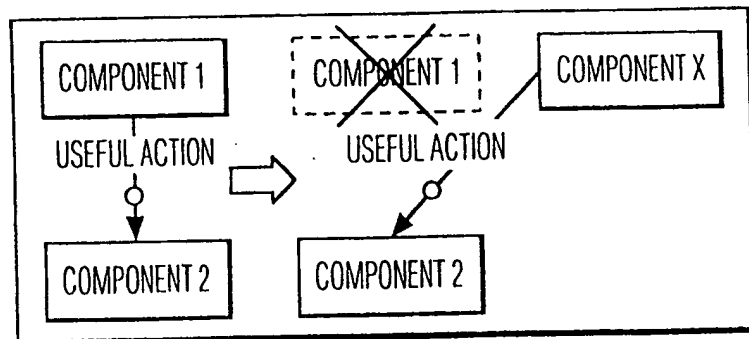 COMPONENT 1
USEFUL ACTION
COMPONENT 2
COMPONENT 1
COMPONENT X
USEFUL ACTION
COMPONENT 2